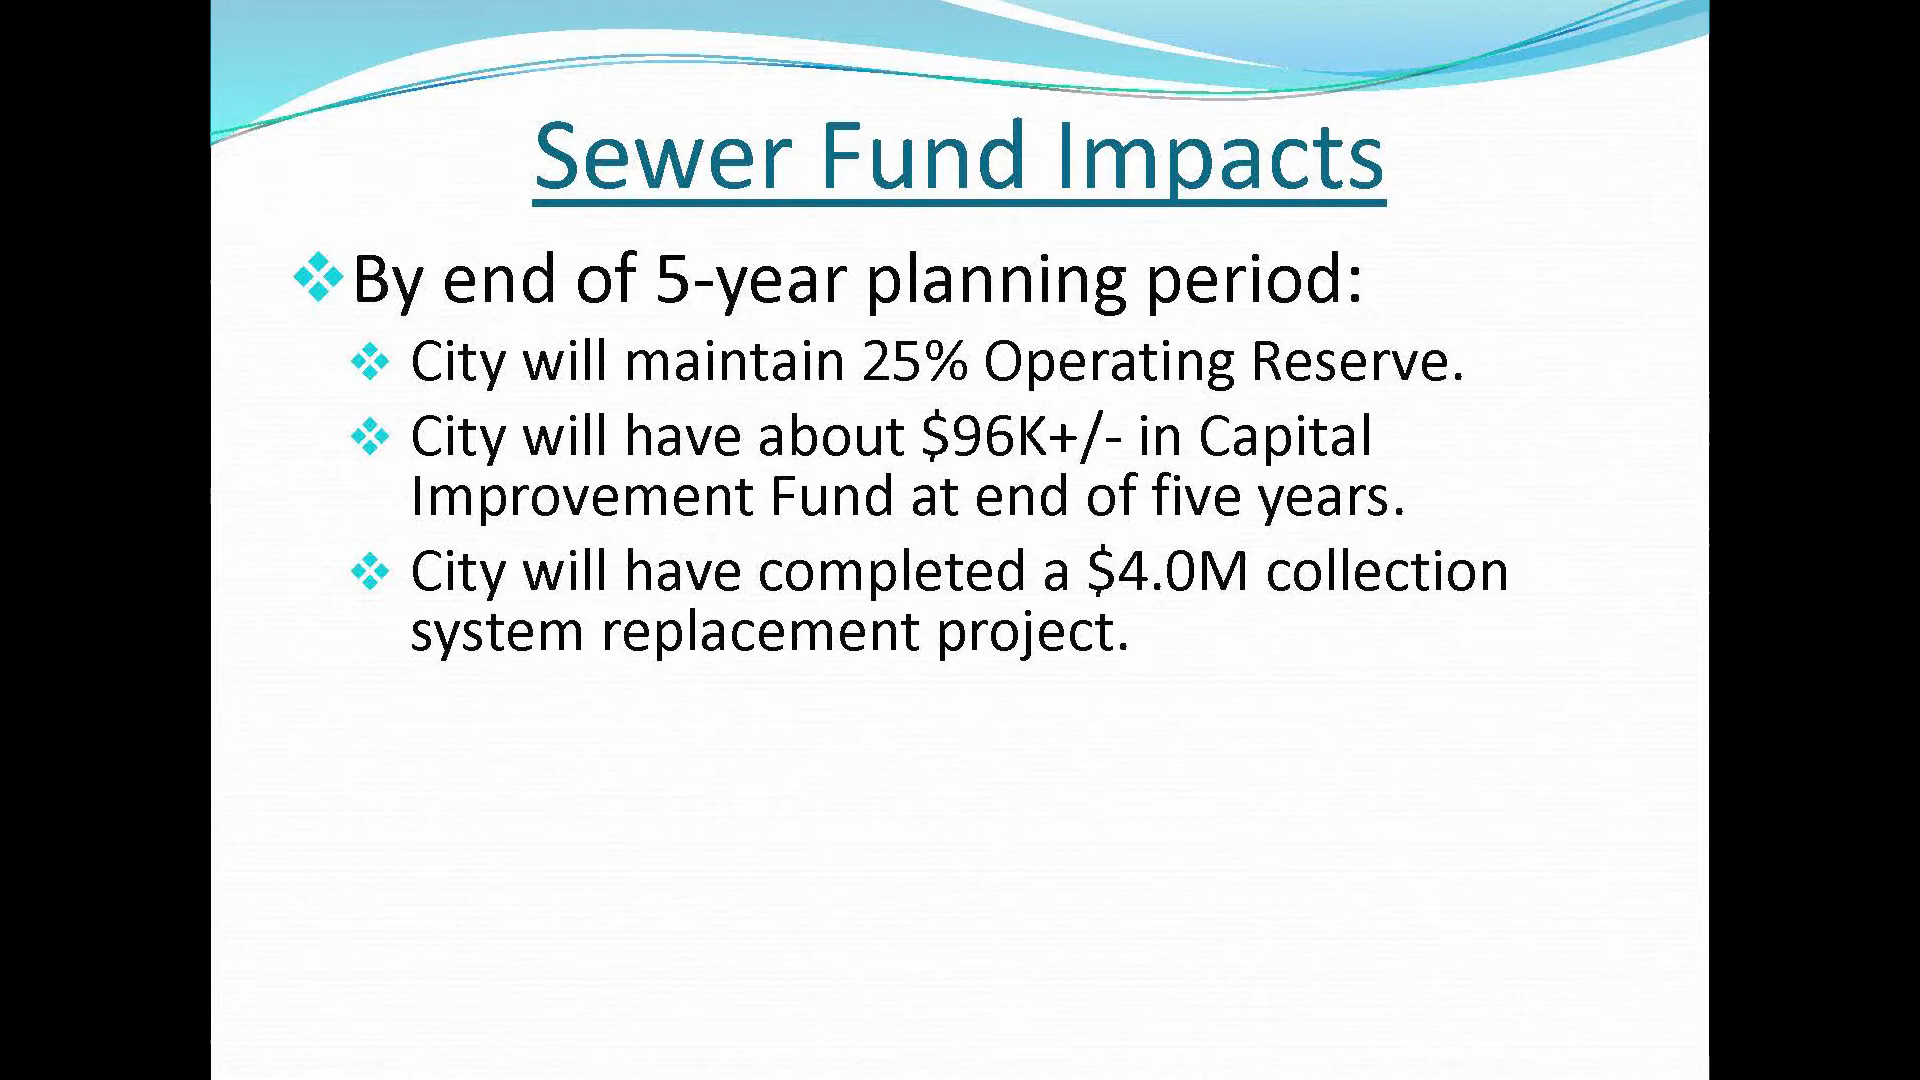 Sewer Fund Impacts
By end of 5-year planning period:
City will maintain 25% Operating Reserve.
City will have about $96K+/- in Capital
Improvement Fund at end of five years.
City will have completed a $4.0M collection
system replacement project.